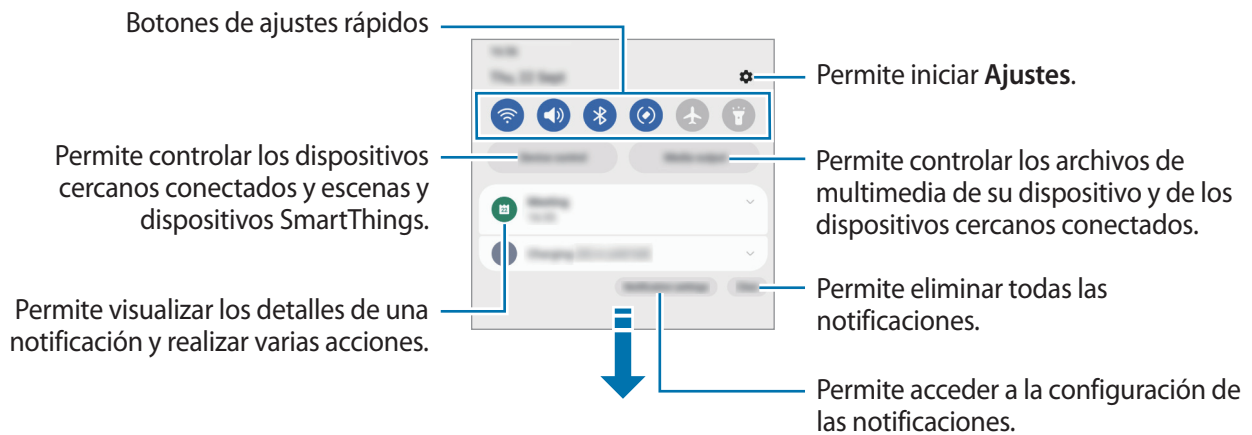 Botones de ajustes rápidos
Permite iniciar Ajustes.
Permite controlar los dispositivos
cercanos conectados y escenas y
dispositivos SmartThings.
Permite controlar los archivos de
multimedia de su dispositivo y de los
dispositivos cercanos conectados.
Permite visualizar los detalles de una
notificación y realizar varias acciones.
Permite eliminar todas las
notificaciones.
Permite acceder a la configuración de
las notificaciones.